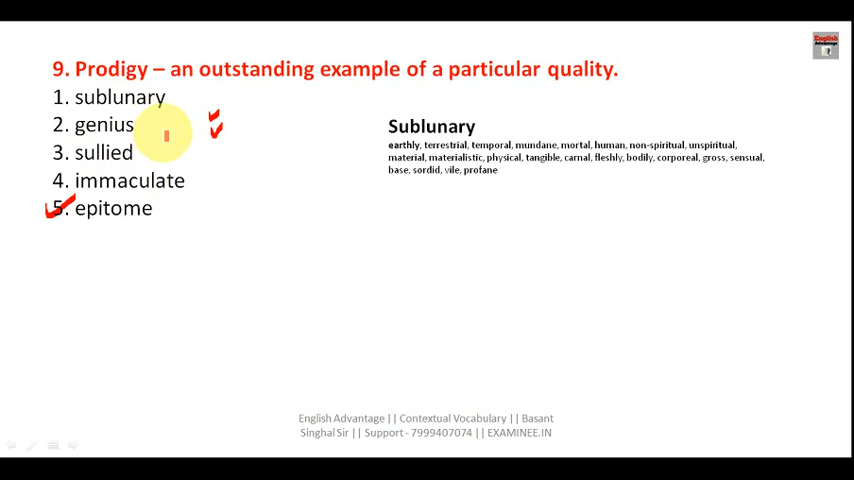 English
Advantage
9. Prodigy – an outstanding example of a particular quality.
1. sublunary
2. genius
3. sullied
4. immaculate
5. epitome
Sublunary
earthly, terrestrial, temporal, mundane, mortal, human, non-spiritual, unspiritual,
material, materialistic, physical, tangible, carnal, fleshly, bodily, corporeal, gross, sensual,
base, sordid, vile, profane
English Advantage || Contextual Vocabulary || Basant
Singhal Sir || Support - 7999407074 || EXAMINEE.IN